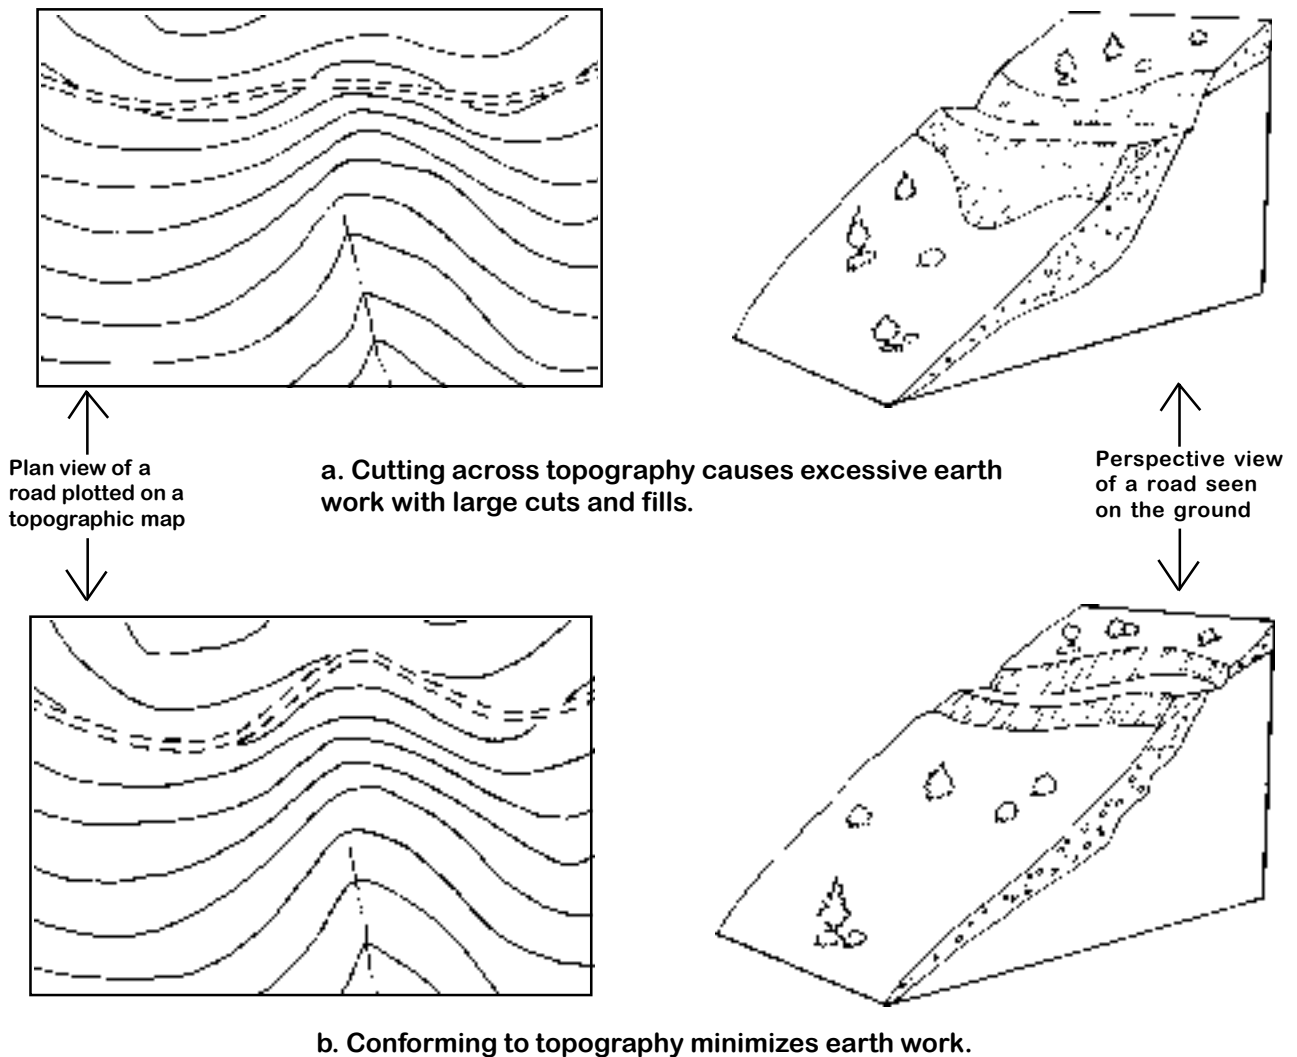 Plan view of a
road plotted on a
topographic map
a. Cutting across topography causes excessive earth
work with large cuts and fills.
Perspective view
of a road seen
on the ground
b. Conforming to topography minimizes earth work.